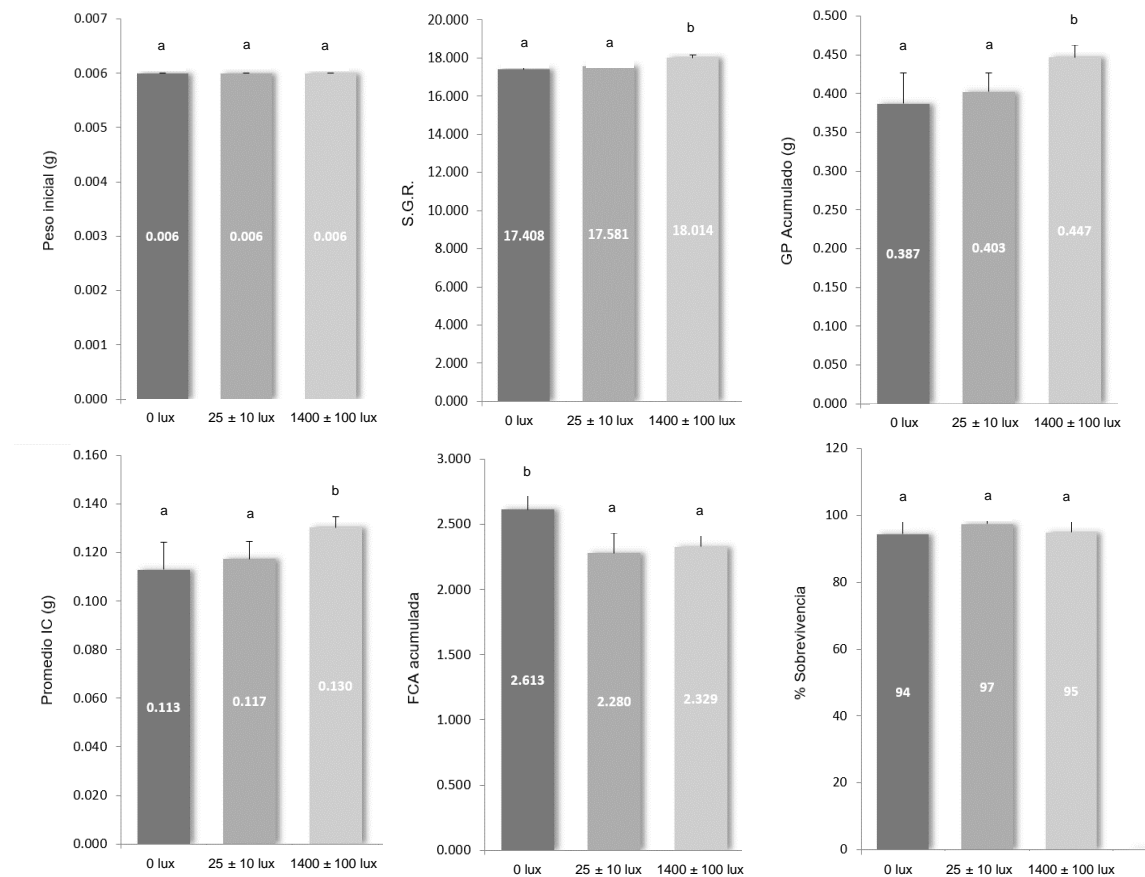 Peso inicial (g)
0.007
0.006
0.005
0.004
0.003
0.002
0.001
0.000
a a a
0.006 0.006 0.006
0 lux 25 ± 10 lux 1400 ± 100 lux
S.G.R.
20.000
18.000
16.000
14.000
12.000
10.000
8.000
6.000
4.000
2.000
0.000
a a b
17.408 17.581 18.014
0 lux 25 ± 10 lux 1400 ± 100 lux
GP Acumulado (g)
0.500
0.450
0.400
0.350
0.300
0.250
0.200
0.150
0.100
0.050
0.000
a a b
0.387 0.403 0.447
0 lux 25 ± 10 lux 1400 ± 100 lux
Promedio IC (g)
0.160
0.140
0.120
0.100
0.080
0.060
0.040
0.020
0.000
a a b
0.113 0.117 0.130
0 lux 25 ± 10 lux 1400 ± 100 lux
FCA acumulada
3.000
2.500
2.000
1.500
1.000
0.500
0.000
b a a
2.613 2.280 2.329
0 lux 25 ± 10 lux 1400 ± 100 lux
% Sobrevivencia
120
100
80
60
40
20
0
a a a
94 97 95
0 lux 25 ± 10 lux 1400 ± 100 lux